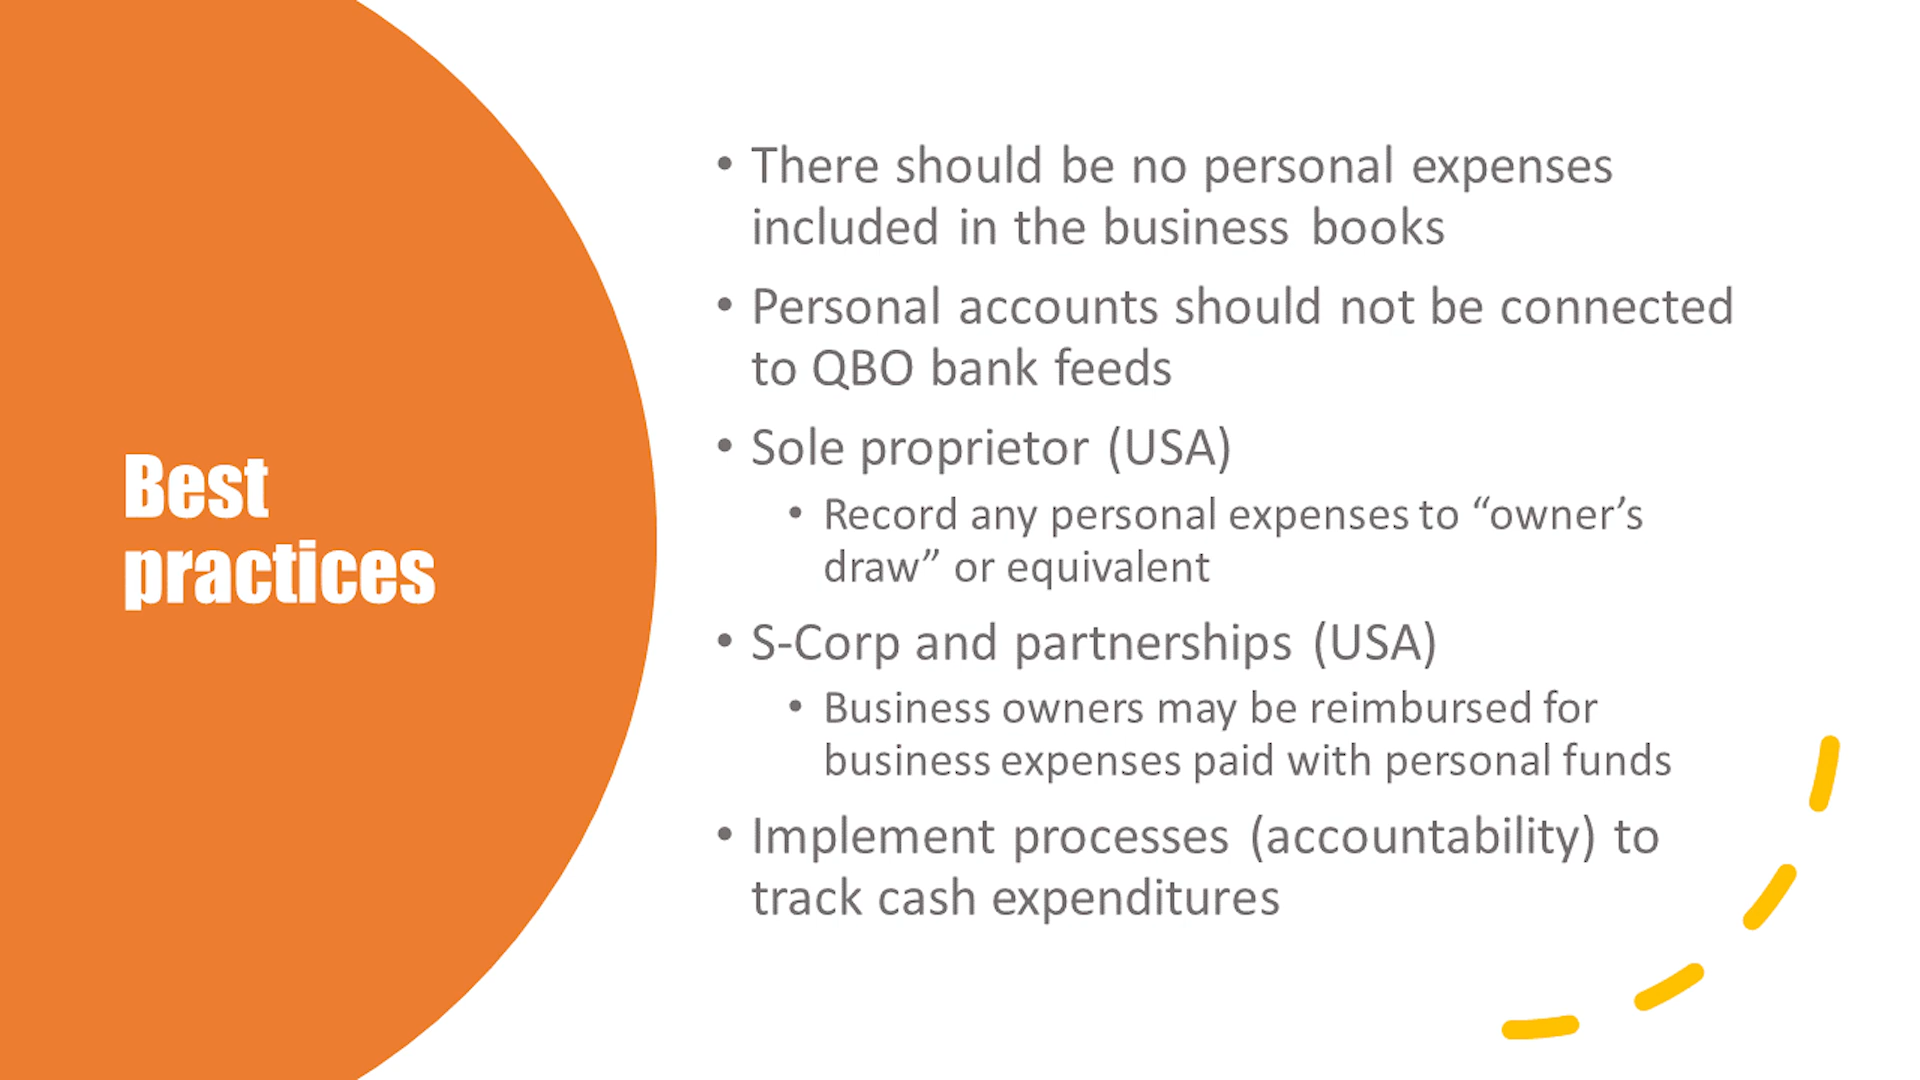 Best
practices
• There should be no personal expenses
included in the business books
• Personal accounts should not be connected
to QBO bank feeds
• Sole proprietor (USA)
• Record any personal expenses to “owner’s
draw” or equivalent
• S-Corp and partnerships (USA)
• Business owners may be reimbursed for
business expenses paid with personal funds
• Implement processes (accountability) to
track cash expenditures